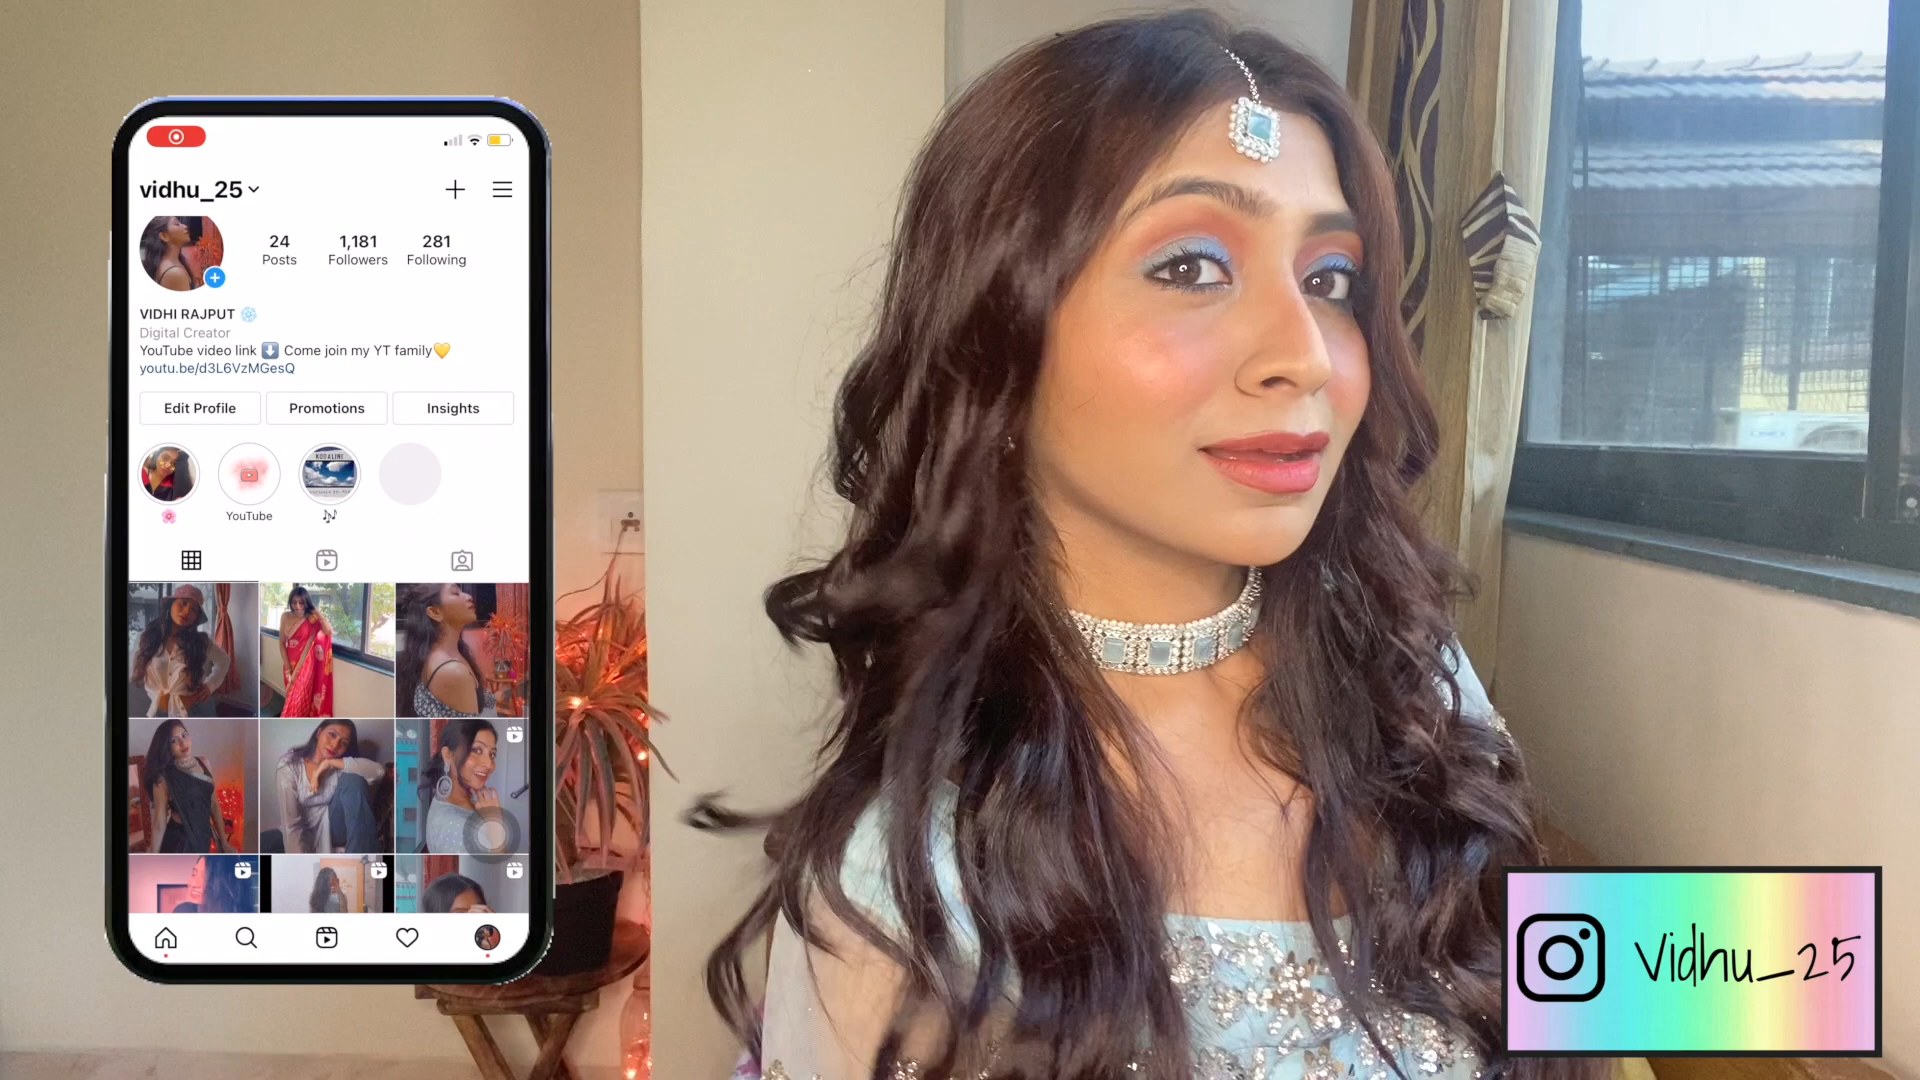 vidhu_25
24
1,181
281
Posts
Followers
Following
VIDHI RAJPUT
Digital Creator
YouTube video link ⬇️ Come join my YT family💛
youtu.be/d3L6VzMGesQ
Edit Profile
Promotions
Insights
RODALINI
YouTube
Vidhu_25